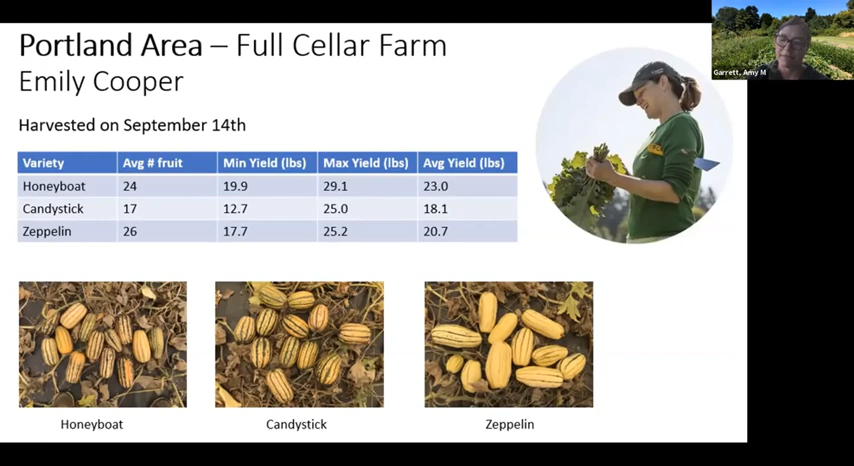 Portland Area – Full Cellar Farm
Emily Cooper
Garrett, Amy M
Harvested on September 14th
Variety Avg # fruit Min Yield (lbs) Max Yield (lbs) Avg Yield (lbs)
Honeyboat 24 19.9 29.1 23.0
Candystick 17 12.7 25.0 18.1
Zeppelin 26 17.7 25.2 20.7
Honeyboat
Candystick
Zeppelin